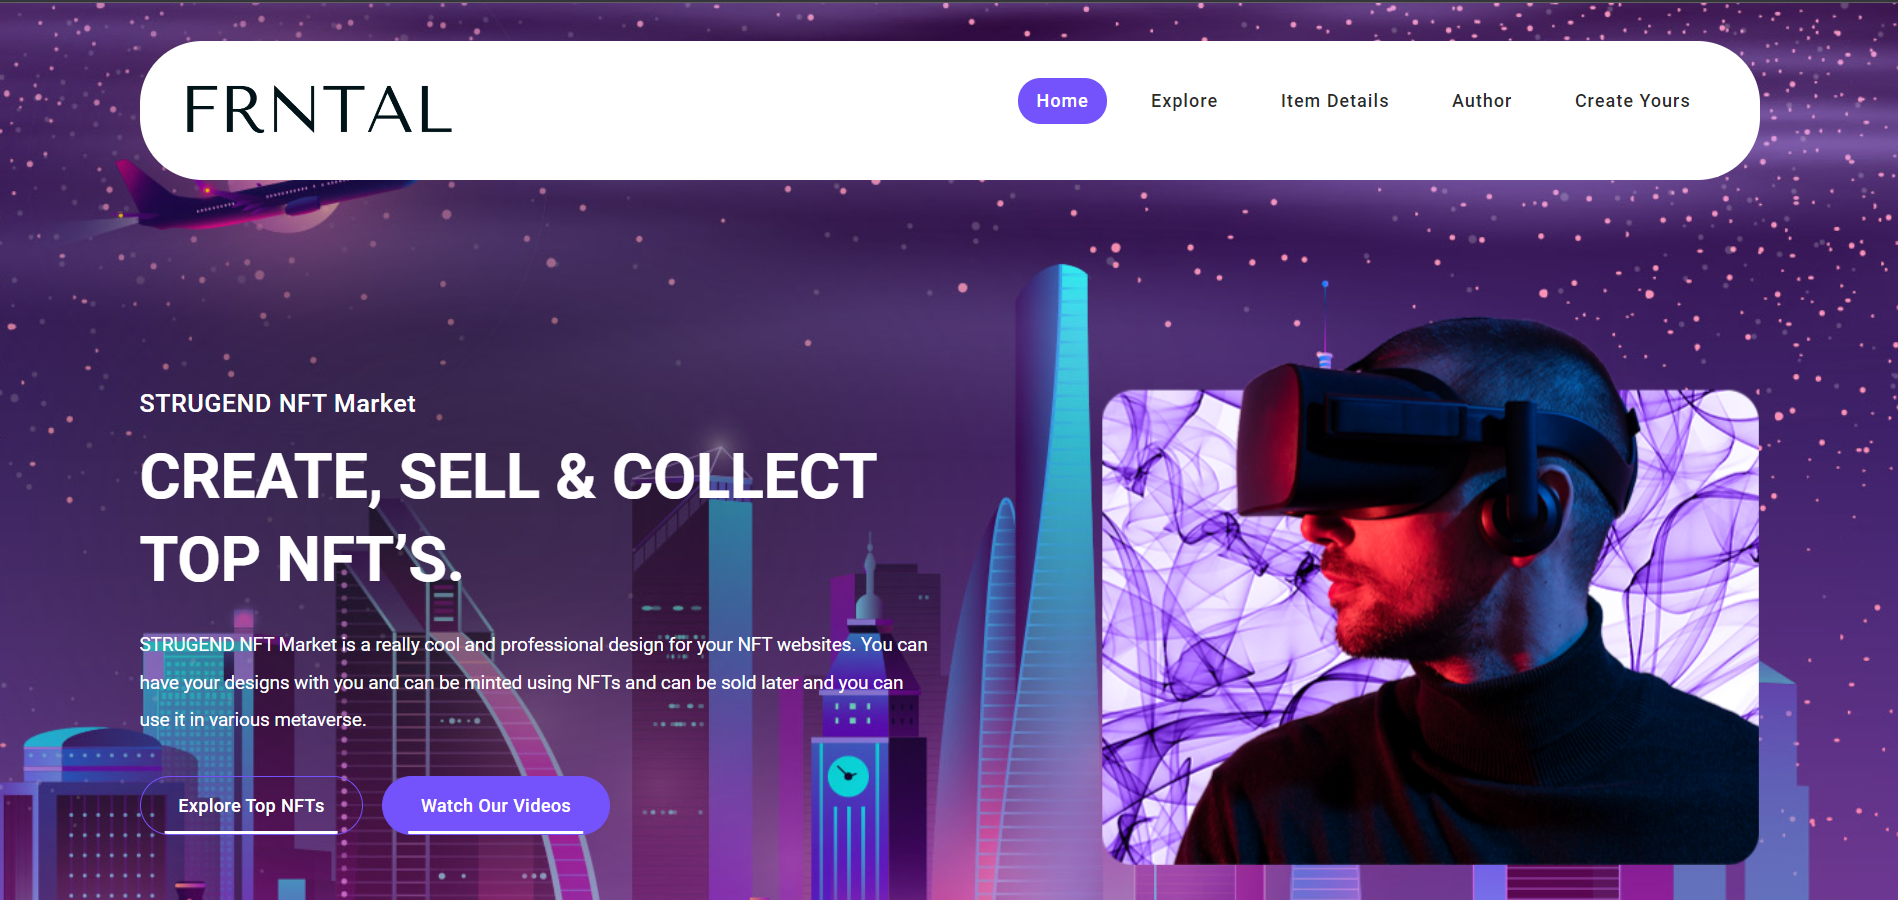 FRNTAL
Home
Explore
Item Details
Author
Create Yours
STRUGEND NFT Market
CREATE, SELL & COLLECT
TOP NFT’S.
STRUGEND NFT Market is a really cool and professional design for your NFT websites. You can
have your designs with you and can be minted using NFTs and can be sold later and you can
use it in various metaverse.
Explore Top NFTs
Watch Our Videos